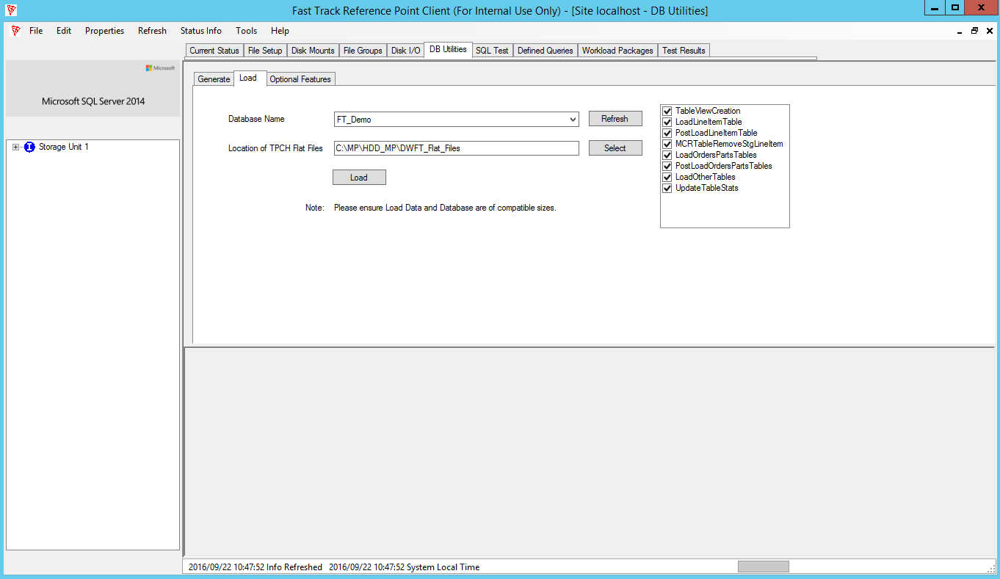 Fast Track Reference Point Client (For Internal Use Only) - [Site localhost - DB Utilities]
File Edit Properties Refresh Status Info Tools Help
Current Status File Setup Disk Mounts File Groups Disk I/O DB Utilities SQL Test Defined Queries Workload Packages Test Results
Microsoft
Microsoft SQL Server 2014
Storage Unit 1
Generate Load Optional Features
Database Name FT_Demo Refresh
Location of TPCH Flat Files C:\MP\HDD_MP\DWFT_Flat_Files Select
Load
Note: Please ensure Load Data and Database are of compatible sizes.
TableViewCreation
LoadLineItemTable
PostLoadLineItemTable
MCRTableRemoveStgLineItem
LoadOrdersPartsTables
PostLoadOrdersPartsTables
LoadOtherTables
UpdateTableStats
2016/09/22 10:47:52 Info Refreshed 2016/09/22 10:47:52 System Local Time